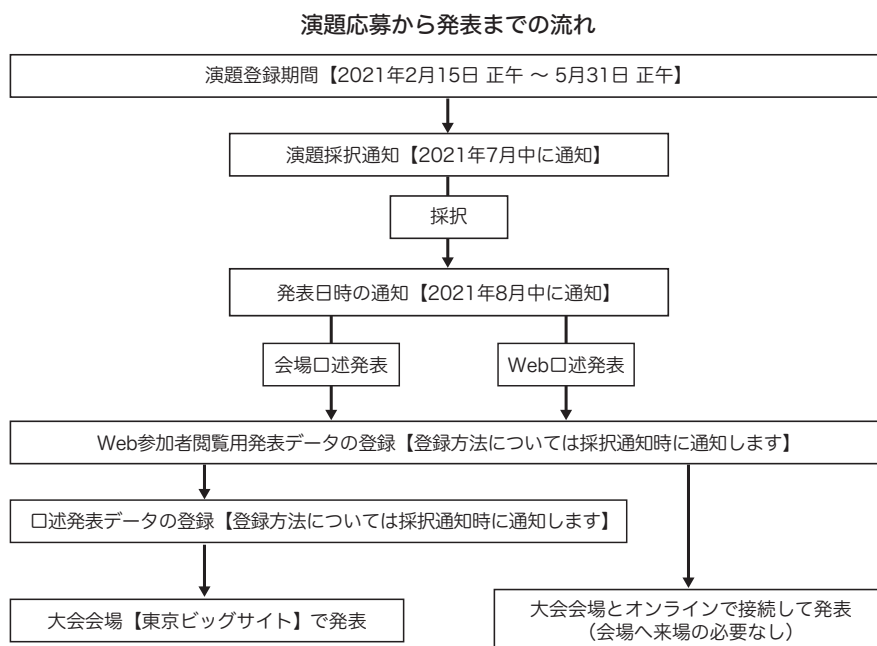 演題応募から発表までの流れ
演題登録期間【2021年2月15日 正午 ～ 5月31日 正午】
演題採択通知【2021年7月中に通知】
採択
発表日時の通知【2021年8月中に通知】
会場口述発表
Web口述発表
Web参加者閲覧用発表データの登録【登録方法については採択通知時に通知します】
口述発表データの登録【登録方法については採択通知時に通知します】
大会会場【東京ビッグサイト】で発表
大会会場とオンラインで接続して発表
（会場へ来場の必要なし）